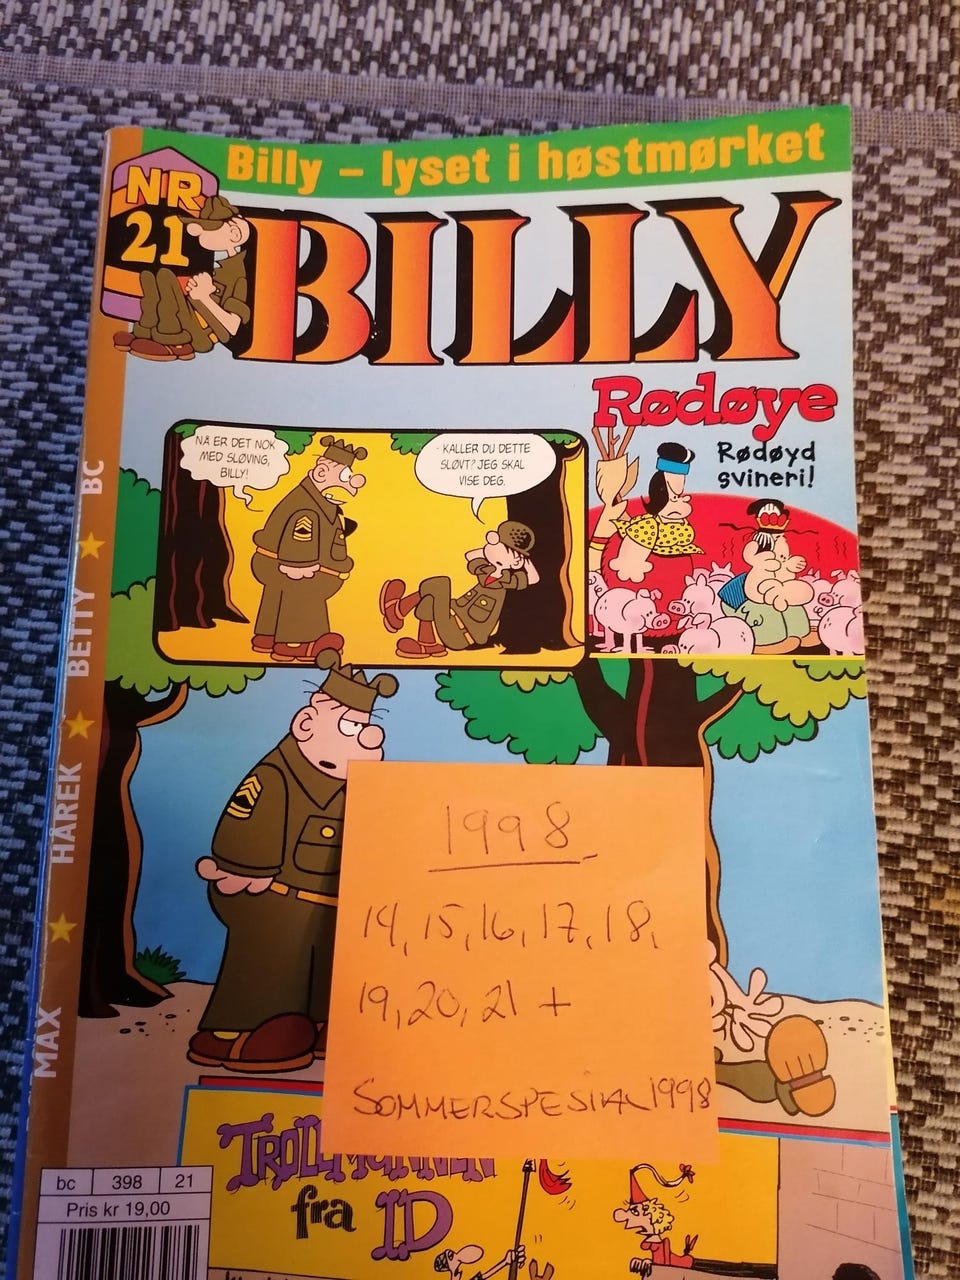 Billy – lyset i høstmørket
NR
21
BILLY
Rødøye
Rødøyd
svineri!
NÅ ER DET NOK
MED SLØVING,
BILLY!
- KALLER DU DETTE
SLØVT? JEG SKAL
VISE DEG.
MAX ★ HÅREK ★ BETTY ★ BC
1998
14, 15, 16, 17, 18,
19, 20, 21 +
SOMMERSPESIAL 1998
TROLLMANNEN
fra ID
bc 398 21
Pris kr 19,00